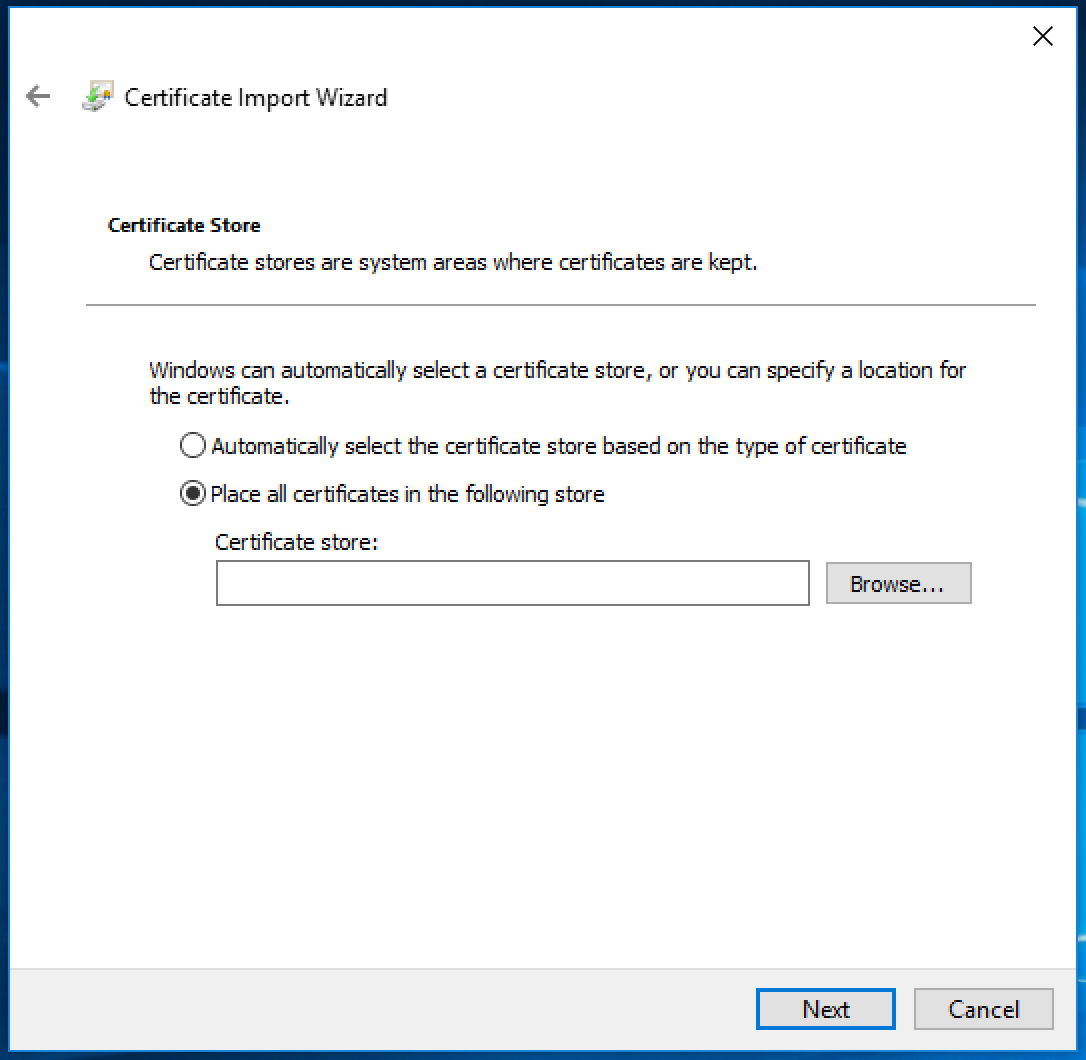 Certificate Import Wizard
Certificate Store
Certificate stores are system areas where certificates are kept.
Windows can automatically select a certificate store, or you can specify a location for
the certificate.
Automatically select the certificate store based on the type of certificate
Place all certificates in the following store
Certificate store:
Browse...
Next
Cancel